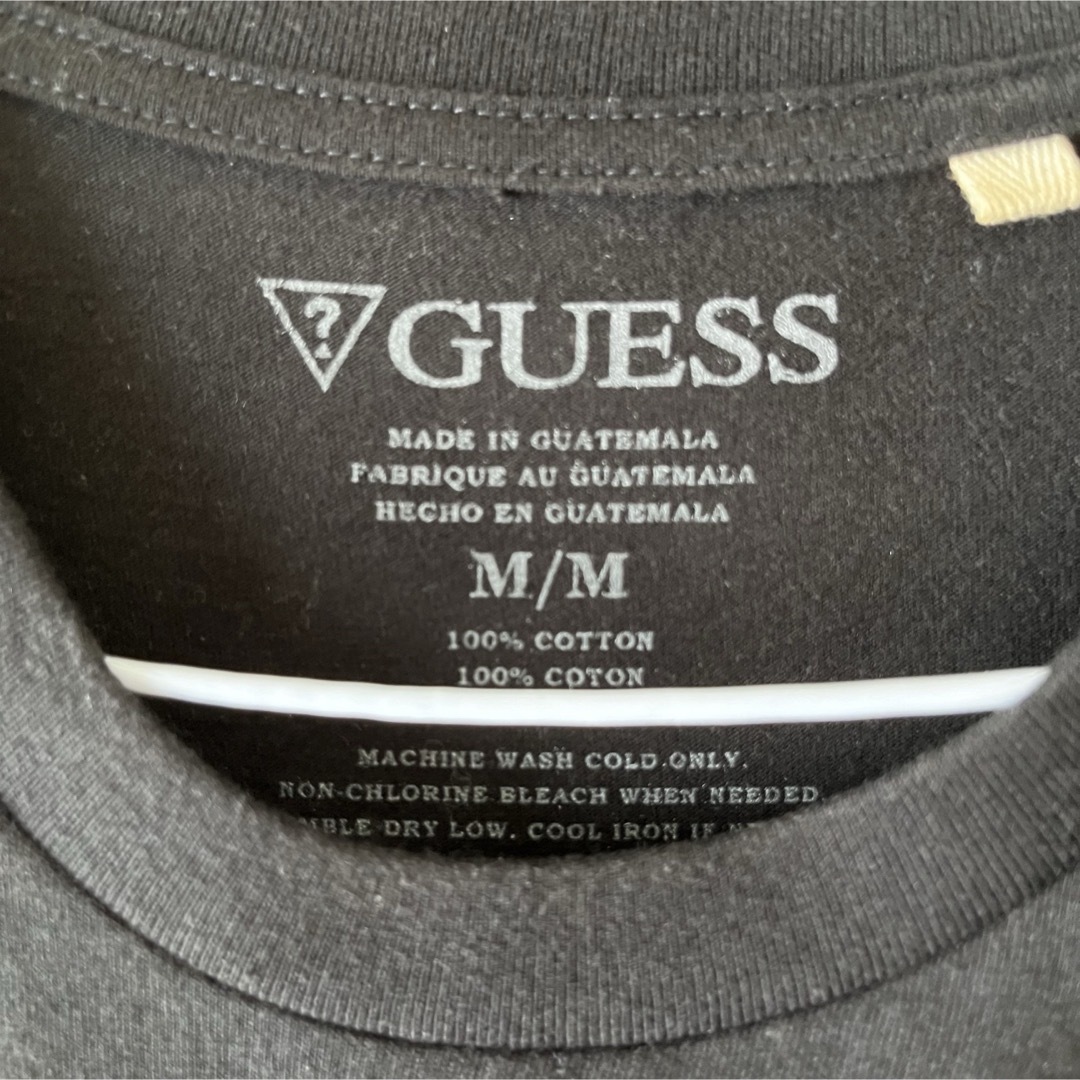 ? GUESS
MADE IN GUATEMALA
FABRIQUE AU GUATEMALA
HECHO EN GUATEMALA
M/M
100% COTTON
100% COTON
MACHINE WASH COLD ONLY.
NON-CHLORINE BLEACH WHEN NEEDED.
DRY LOW. COOL IRON IF